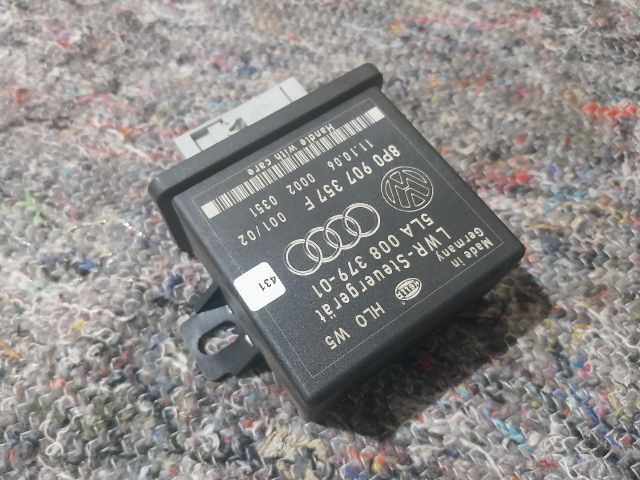 Made in
Germany
HELLA
HLO W5
LWR-Steuergerät
5LA 008 379-01
431
8P0 907 357 F 001/02
11.10.06 0002 0351
Handle with care